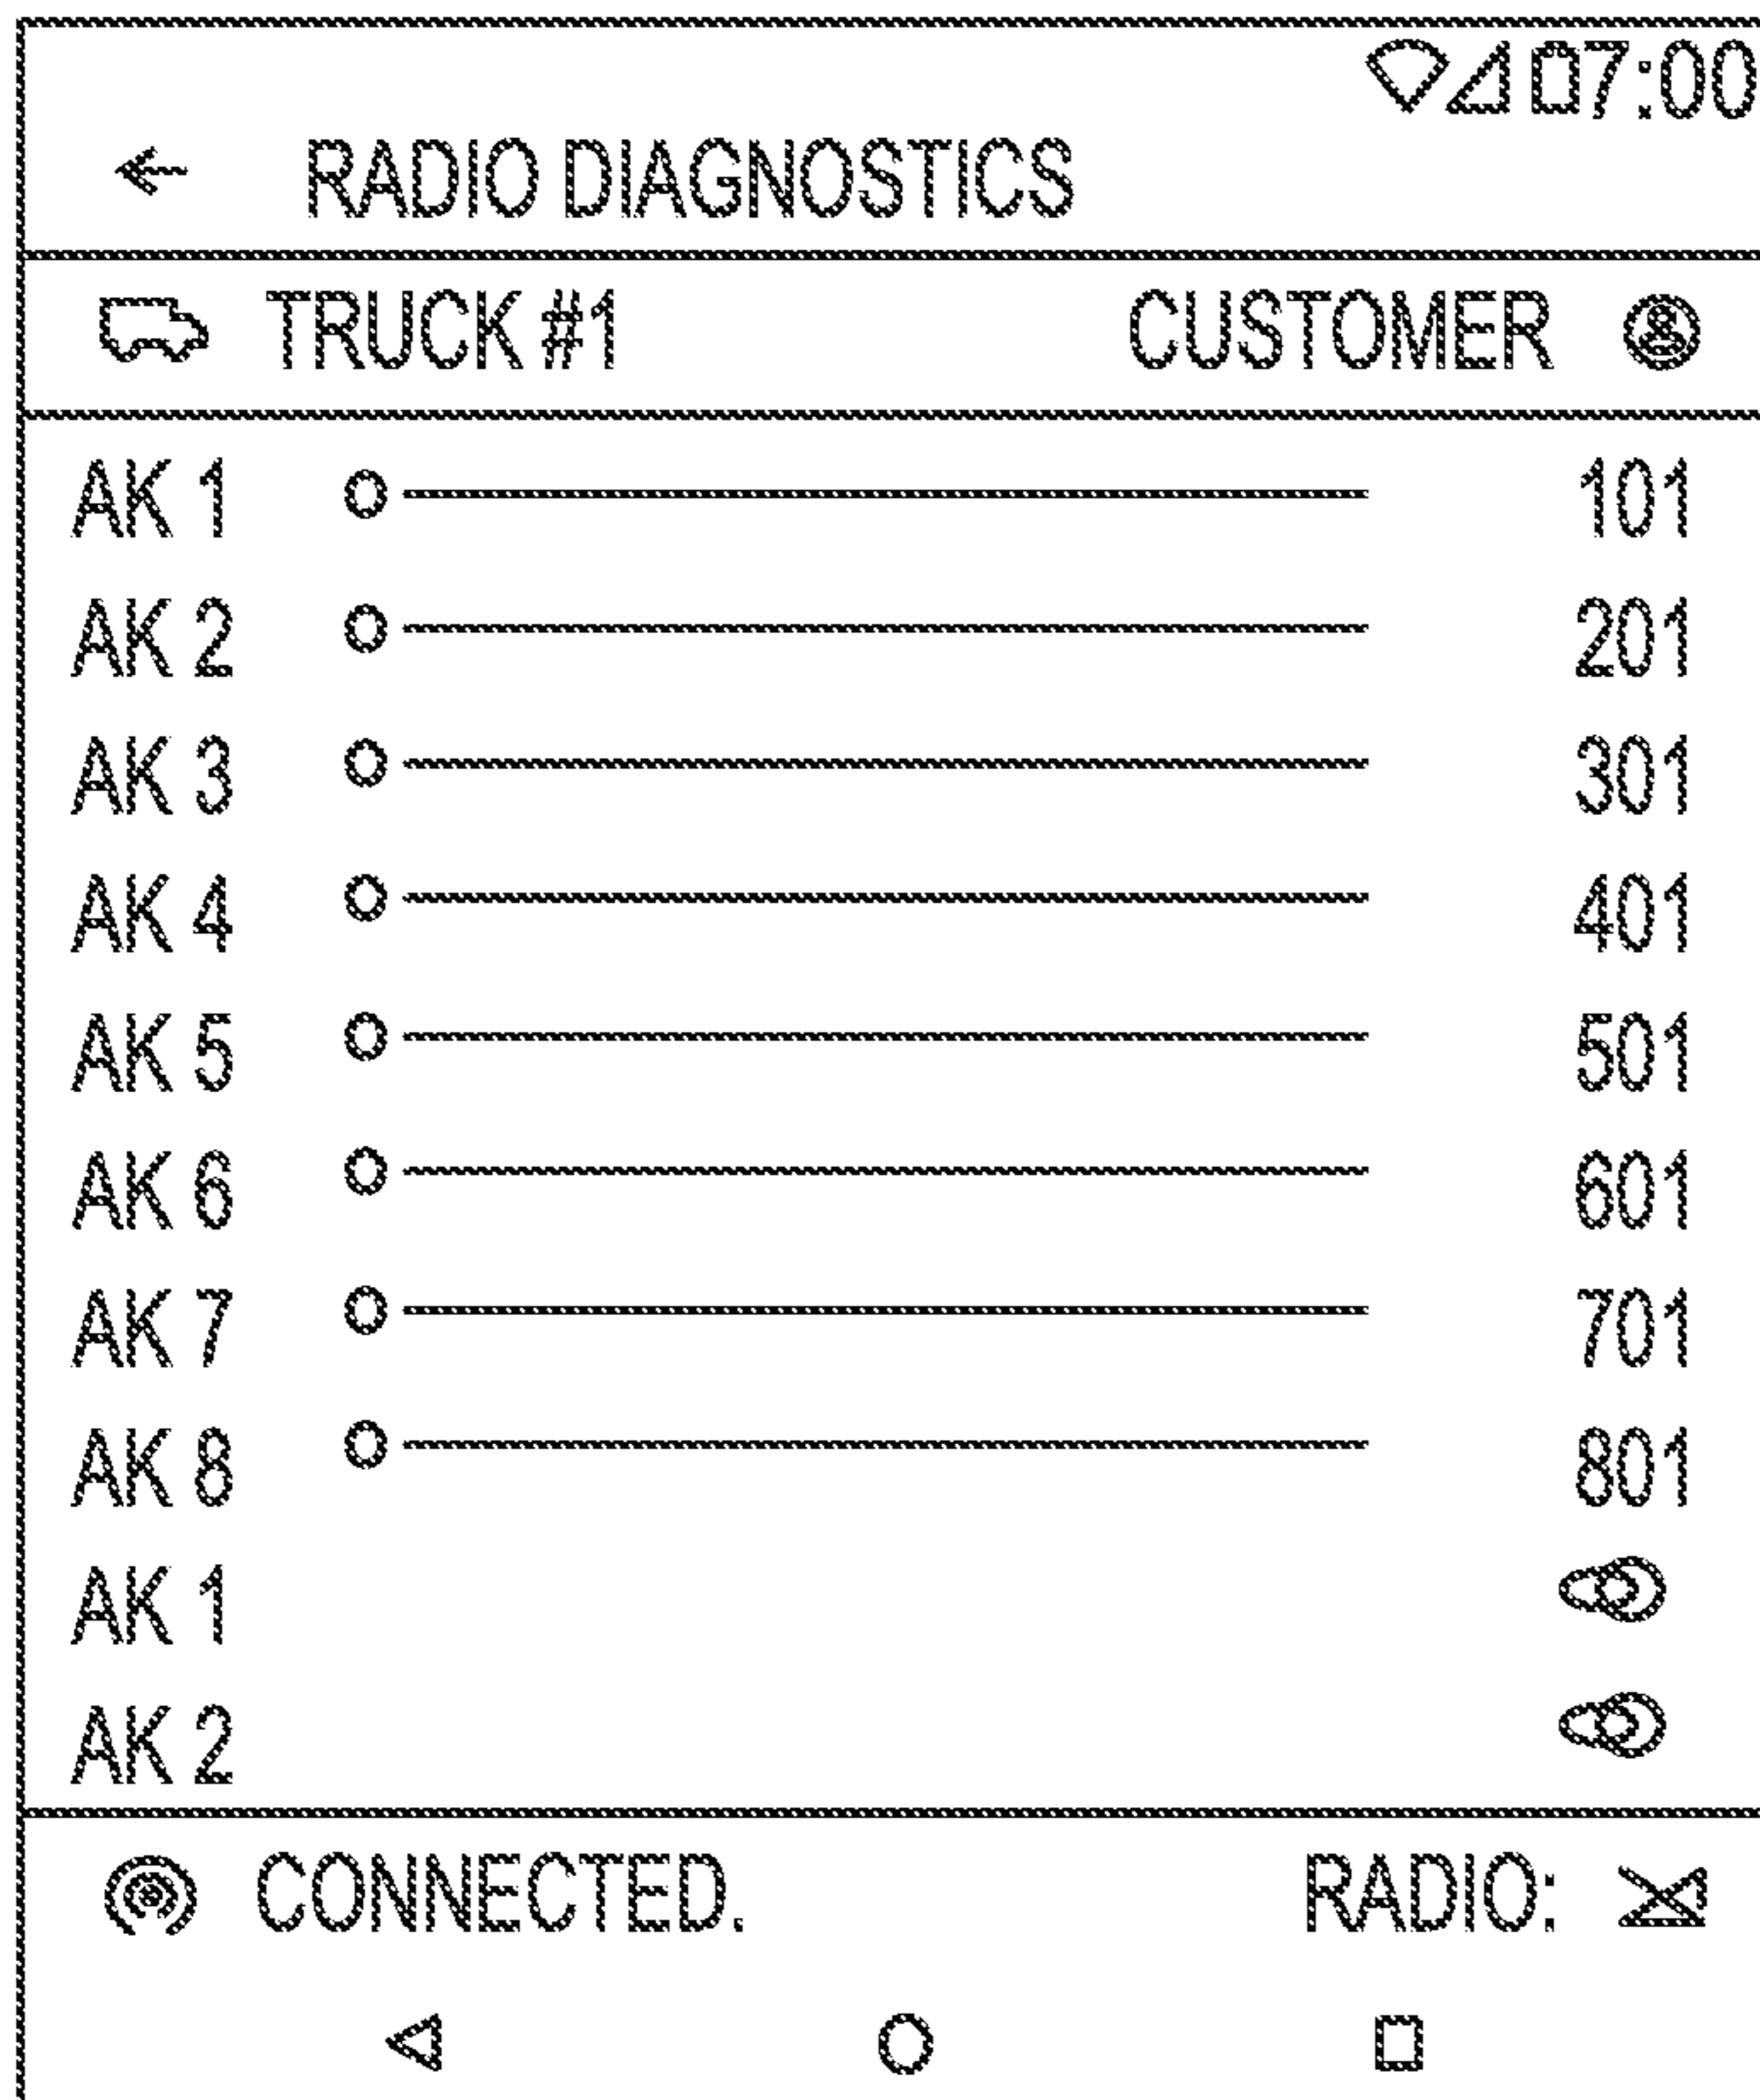 7:00
RADIO DIAGNOSTICS
TRUCK #1 CUSTOMER
AK 1 101
AK 2 201
AK 3 301
AK 4 401
AK 5 501
AK 6 601
AK 7 701
AK 8 801
AK 1
AK 2
CONNECTED. RADIO: